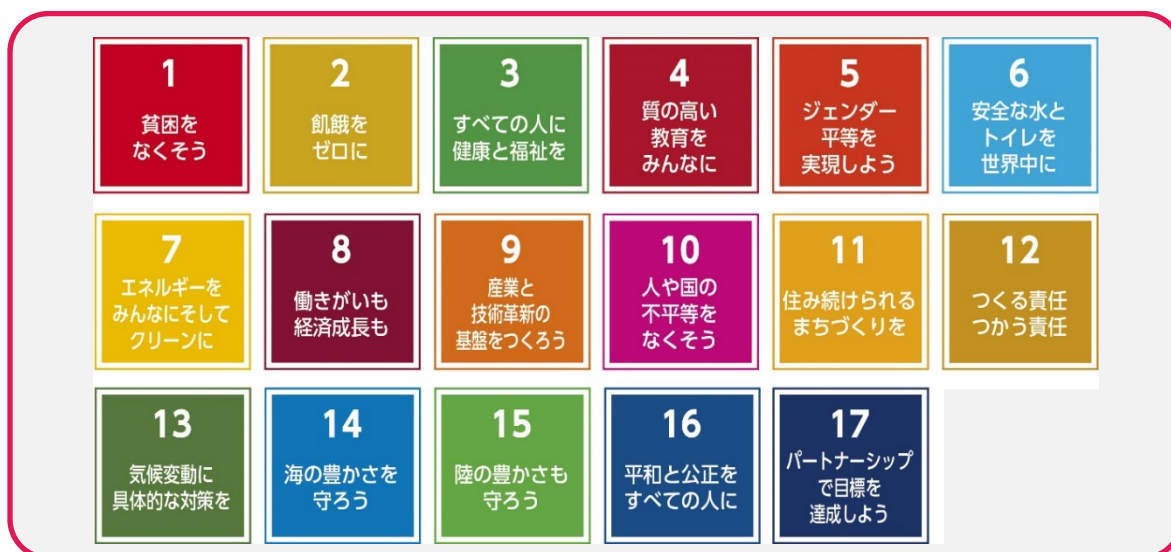 1
貧困を
なくそう
2
飢餓を
ゼロに
3
すべての人に
健康と福祉を
4
質の高い
教育を
みんなに
5
ジェンダー
平等を
実現しよう
6
安全な水と
トイレを
世界中に
7
エネルギーを
みんなにそして
クリーンに
8
働きがいも
経済成長も
9
産業と
技術革新の
基盤をつくろう
10
人や国の
不平等を
なくそう
11
住み続けられる
まちづくりを
12
つくる責任
つかう責任
13
気候変動に
具体的な対策を
14
海の豊かさを
守ろう
15
陸の豊かさも
守ろう
16
平和と公正を
すべての人に
17
パートナーシップ
で目標を
達成しよう